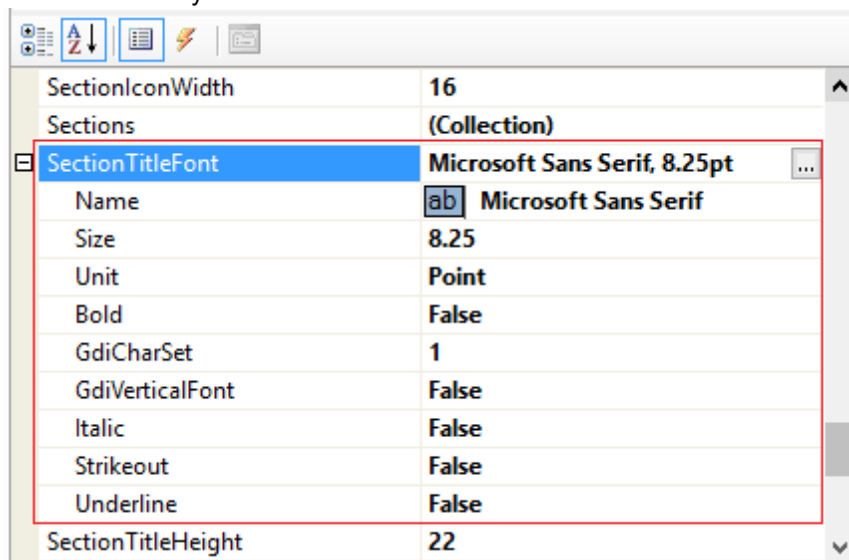 SectionIconWidth 16
Sections (Collection)
SectionTitleFont Microsoft Sans Serif, 8.25pt ...
Name ab Microsoft Sans Serif
Size 8.25
Unit Point
Bold False
GdiCharSet 1
GdiVerticalFont False
Italic False
Strikeout False
Underline False
SectionTitleHeight 22